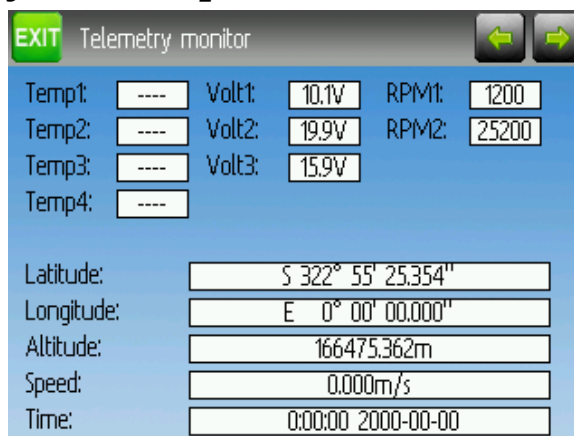 EXIT Telemetry monitor
Temp1: ---- Volt1: 10.1V RPM1: 1200
Temp2: ---- Volt2: 19.9V RPM2: 25200
Temp3: ---- Volt3: 15.9V
Temp4: ----
Latitude: S 322° 55' 25.354"
Longitude: E 0° 00' 00.000"
Altitude: 166475.362m
Speed: 0.000m/s
Time: 0:00:00 2000-00-00